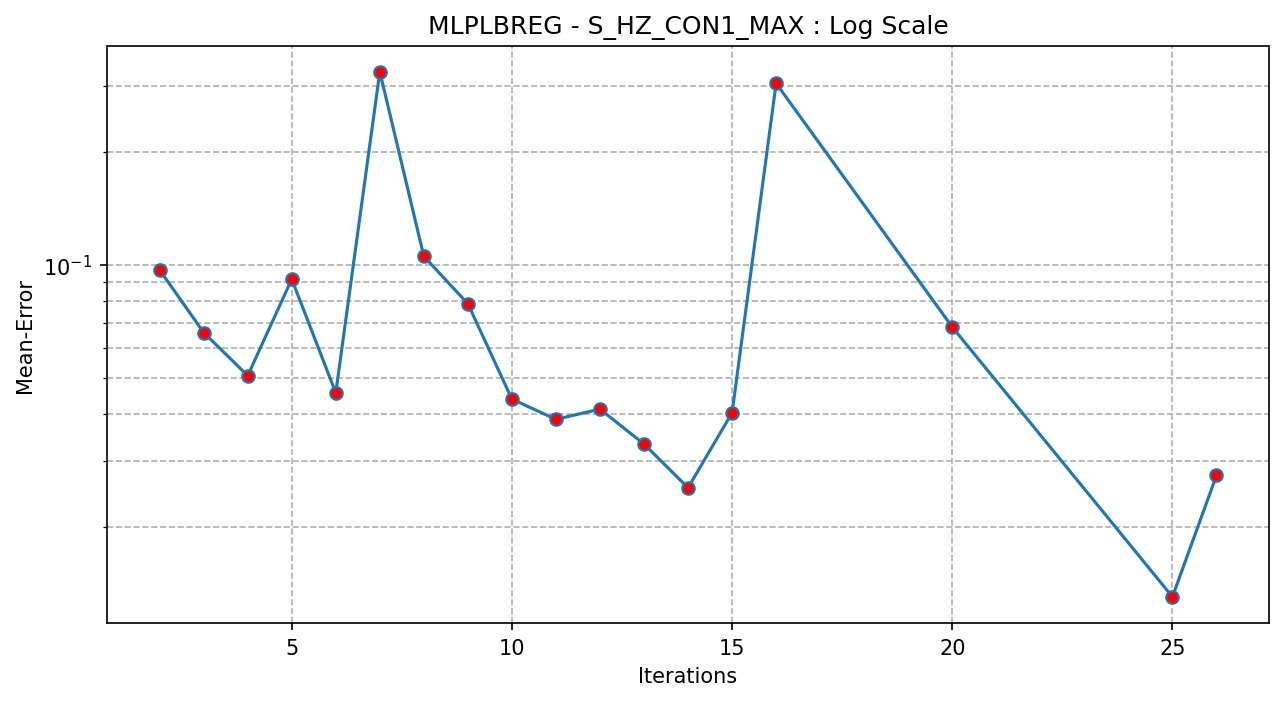 MLPLBREG - S_HZ_CON1_MAX : Log Scale
Mean-Error
10⁻¹
5 10 15 20 25
Iterations